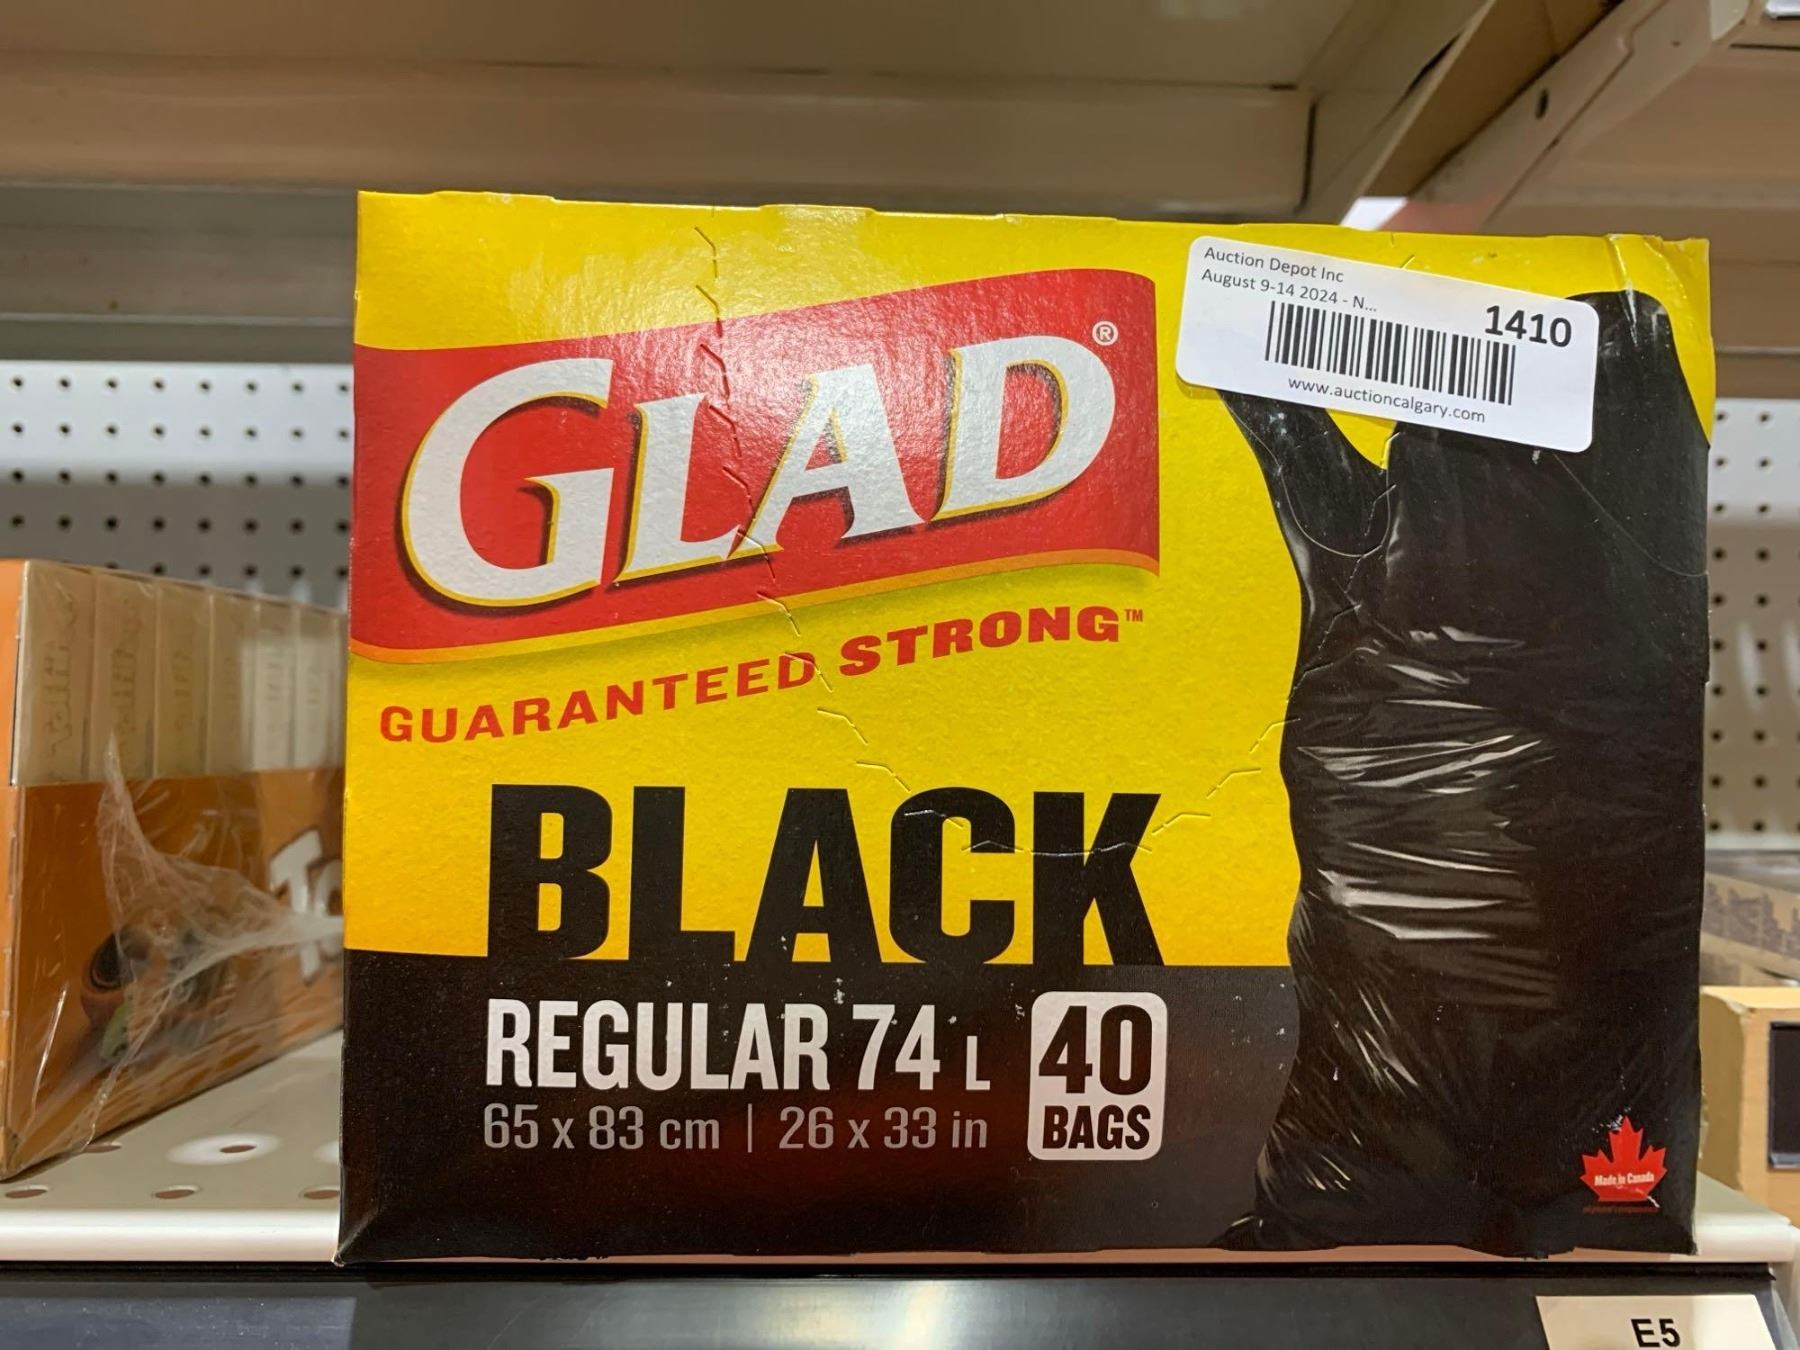 Auction Depot Inc
August 9-14 2024 - N...
1410
www.auctioncalgary.com
GLAD®
GUARANTEED STRONG™
BLACK
REGULAR 74 L
65 x 83 cm | 26 x 33 in
40
BAGS
Made in Canada
E5